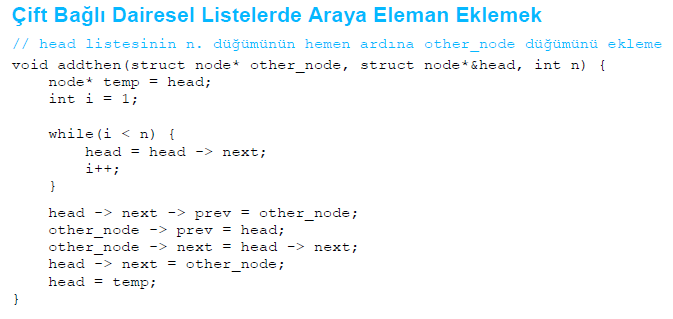 Çift Bağlı Dairesel Listelerde Araya Eleman Eklemek
// head listesinin n. düğümünün hemen ardına other_node düğümünü ekleme
void addthen(struct node* other_node, struct node*&head, int n) {
    node* temp = head;
    int i = 1;

    while(i < n) {
        head = head -> next;
        i++;
    }

    head -> next -> prev = other_node;
    other_node -> prev = head;
    other_node -> next = head -> next;
    head -> next = other_node;
    head = temp;
}